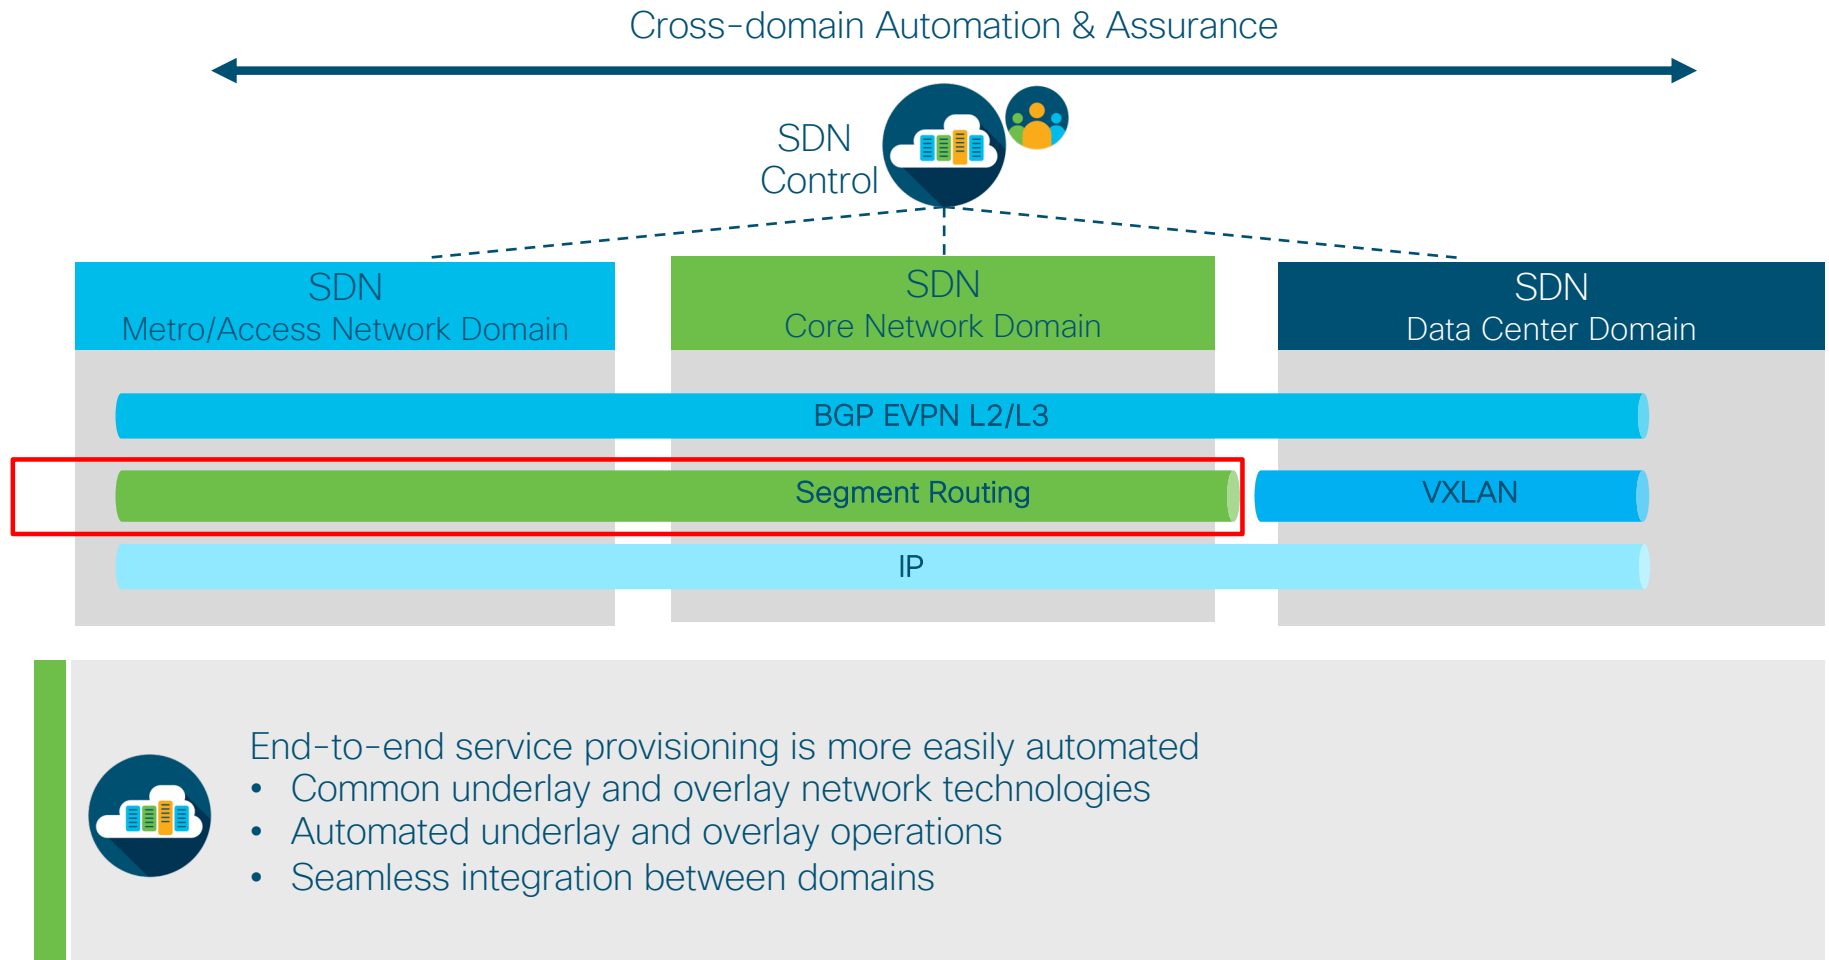 Cross-domain Automation & Assurance
SDN
Control
SDN
Metro/Access Network Domain
SDN
Core Network Domain
SDN
Data Center Domain
BGP EVPN L2/L3
Segment Routing
VXLAN
IP
End-to-end service provisioning is more easily automated
• Common underlay and overlay network technologies
• Automated underlay and overlay operations
• Seamless integration between domains